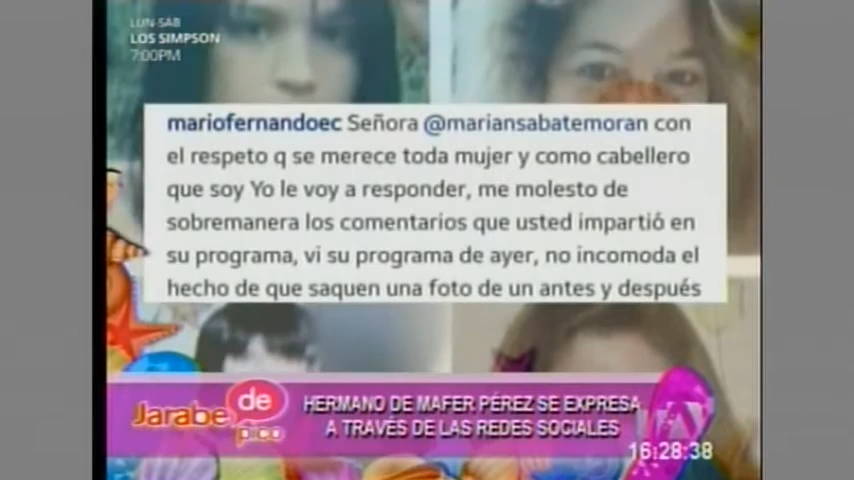 LUN-SAB
LOS SIMPSON
7:00PM
mariofernandoec Señora @mariansabatemoran con
el respeto q se merece toda mujer y como cabellero
que soy Yo le voy a responder, me molesto de
sobremanera los comentarios que usted impartió en
su programa, vi su programa de ayer, no incomoda el
hecho de que saquen una foto de un antes y después
Jarabe de pico
HERMANO DE MAFER PÉREZ SE EXPRESA
A TRAVÉS DE LAS REDES SOCIALES
16:28:38